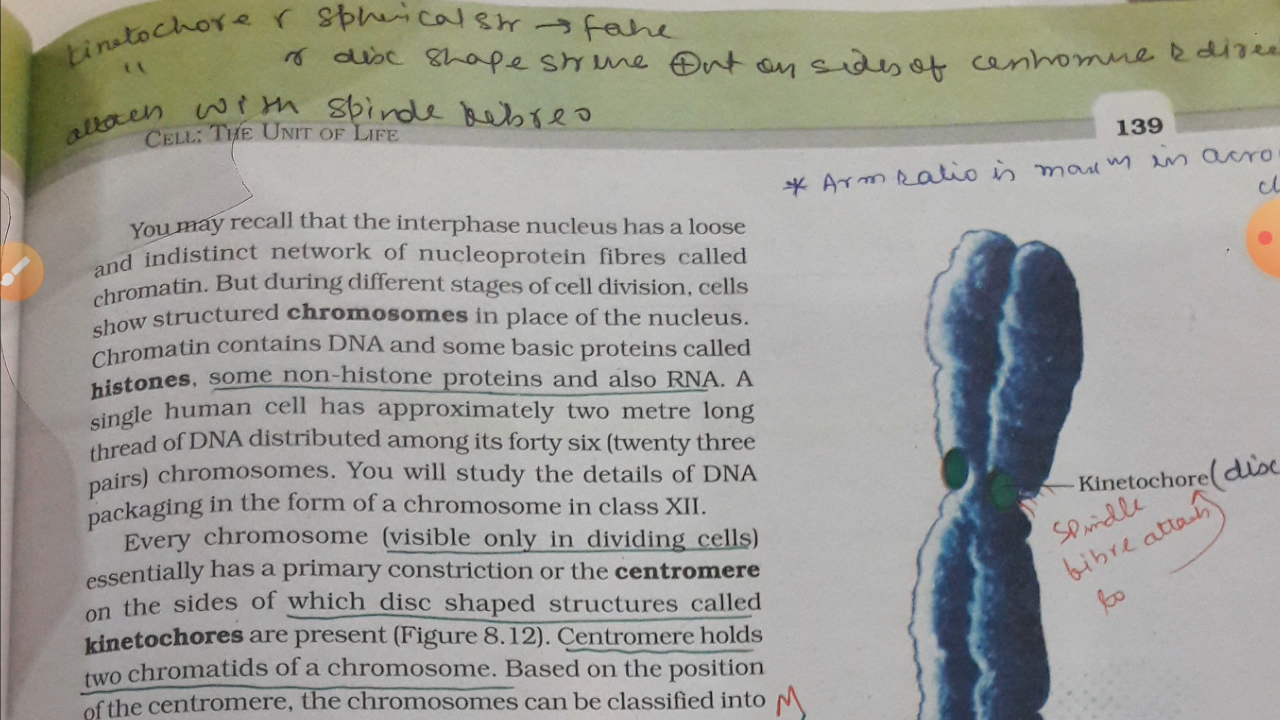 kinetochore r spherical str → false
" r disc shape strure ⊕nt on sides of centromere & direc
attach with spindle febres
CELL: THE UNIT OF LIFE
139
* Arm Ratio is maxm in acro
You may recall that the interphase nucleus has a loose
and indistinct network of nucleoprotein fibres called
chromatin. But during different stages of cell division, cells
show structured chromosomes in place of the nucleus.
Chromatin contains DNA and some basic proteins called
histones, some non-histone proteins and also RNA. A
single human cell has approximately two metre long
thread of DNA distributed among its forty six (twenty three
pairs) chromosomes. You will study the details of DNA
packaging in the form of a chromosome in class XII.
Every chromosome (visible only in dividing cells)
essentially has a primary constriction or the centromere
on the sides of which disc shaped structures called
kinetochores are present (Figure 8.12). Centromere holds
two chromatids of a chromosome. Based on the position
of the centromere, the chromosomes can be classified into
M
Kinetochore (disc
Spindle
fibre attach
to